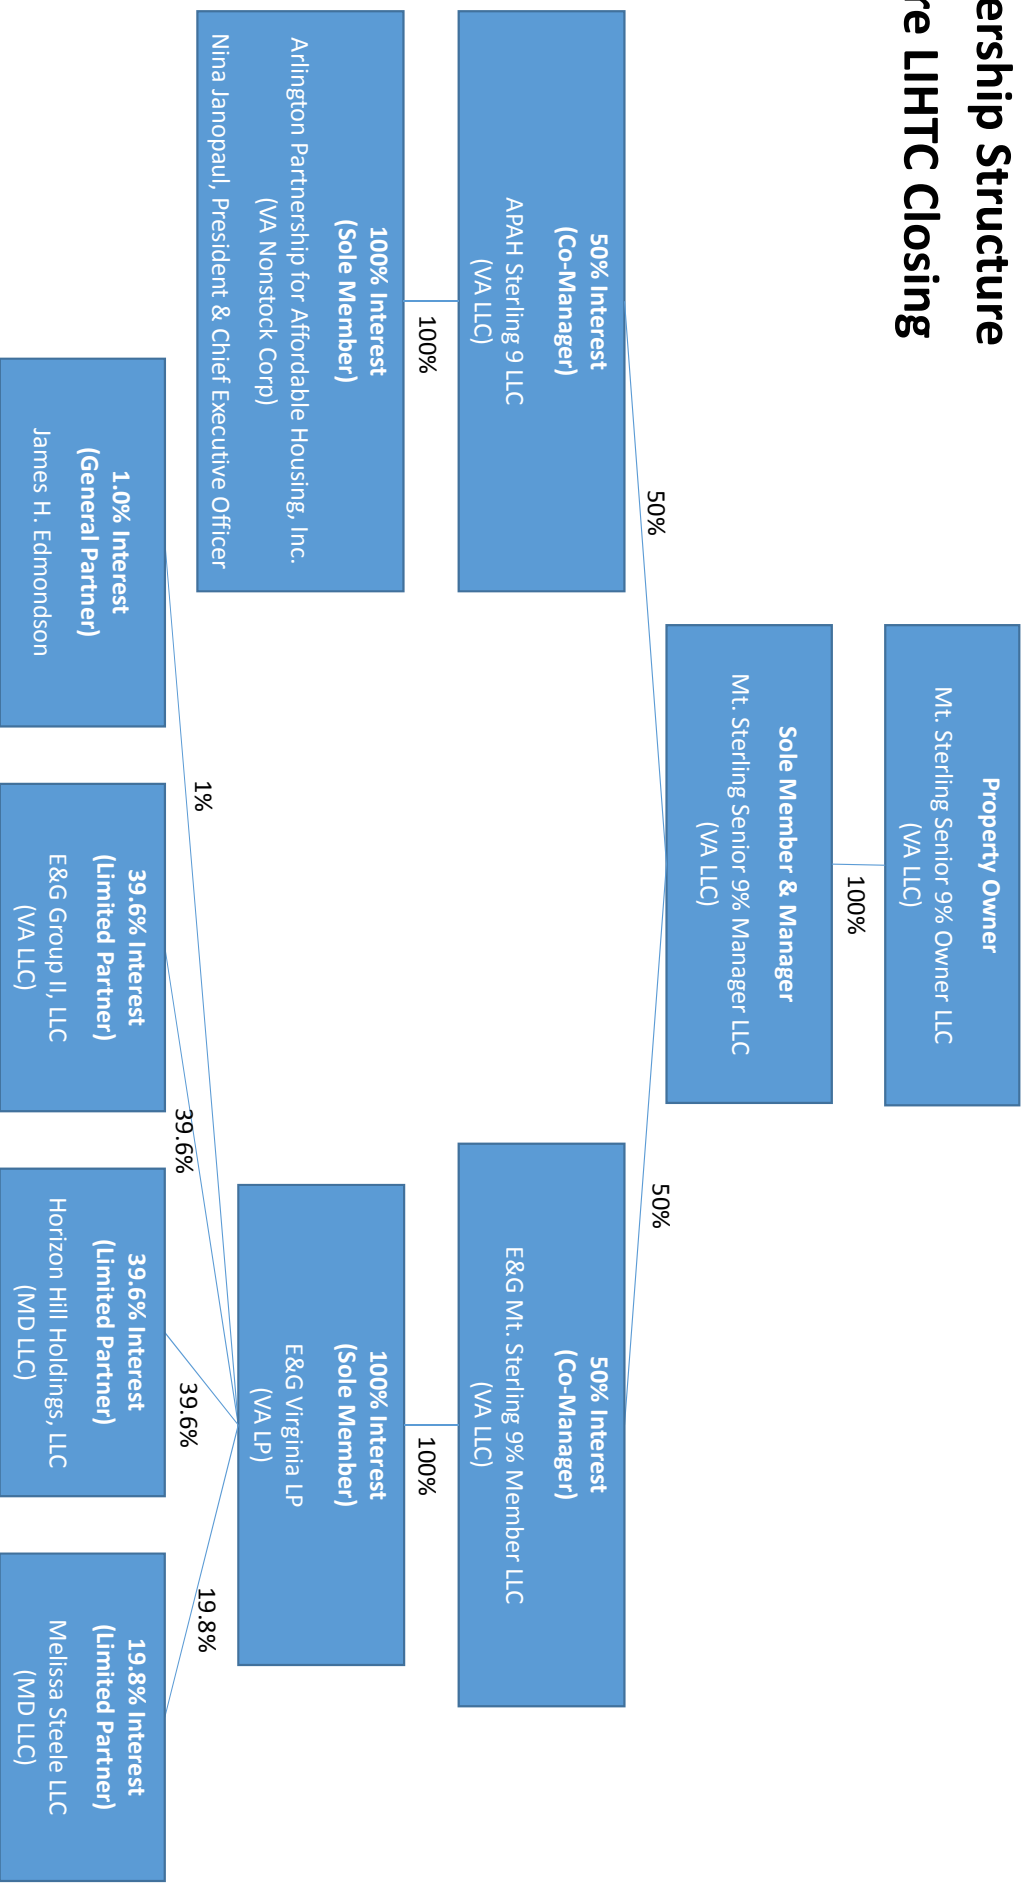 ership Structure
re LIHTC Closing
Property Owner
Mt. Sterling Senior 9% Owner LLC
(VA LLC)
100%
Sole Member & Manager
Mt. Sterling Senior 9% Manager LLC
(VA LLC)
50%
50%
50% Interest
(Co-Manager)
APAH Sterling 9 LLC
(VA LLC)
50% Interest
(Co-Manager)
E&G Mt. Sterling 9% Member LLC
(VA LLC)
100%
100%
100% Interest
(Sole Member)
Arlington Partnership for Affordable Housing, Inc.
(VA Nonstock Corp)
Nina Janopaul, President & Chief Executive Officer
100% Interest
(Sole Member)
E&G Virginia LP
(VA LP)
1%
39.6%
39.6%
19.8%
1.0% Interest
(General Partner)
James H. Edmondson
39.6% Interest
(Limited Partner)
E&G Group II, LLC
(VA LLC)
39.6% Interest
(Limited Partner)
Horizon Hill Holdings, LLC
(MD LLC)
19.8% Interest
(Limited Partner)
Melissa Steele LLC
(MD LLC)